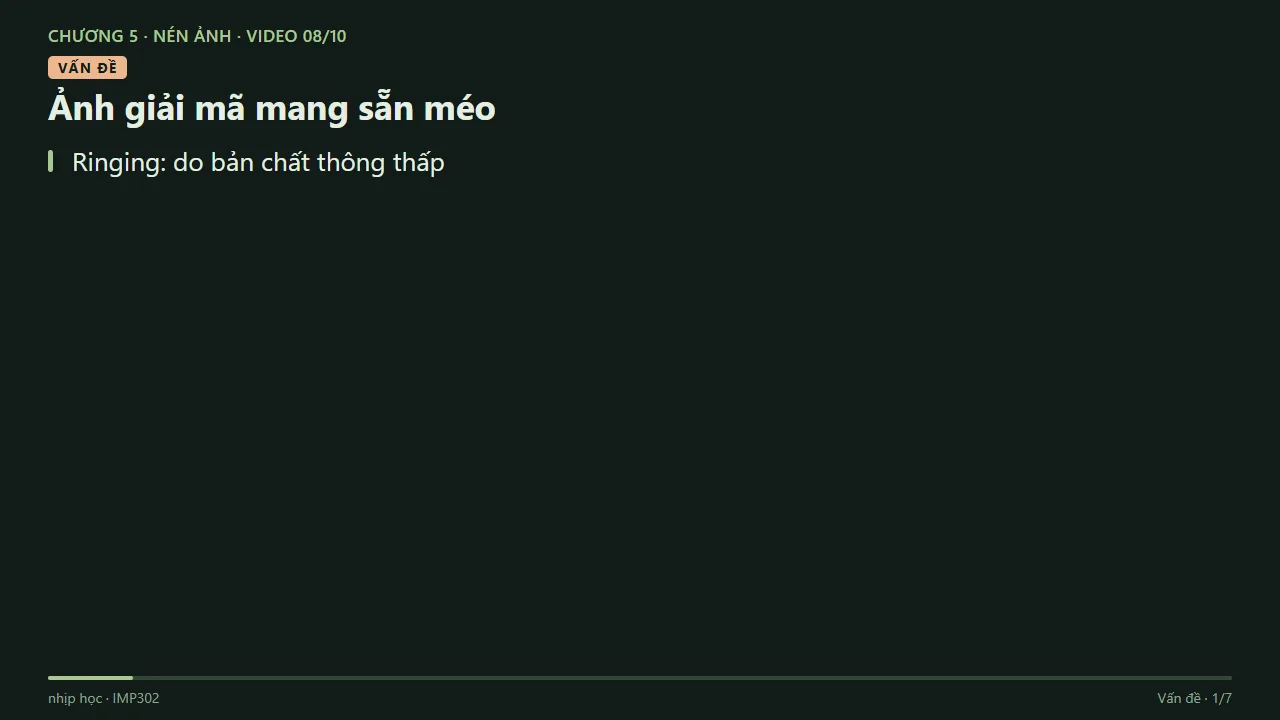 CHƯƠNG 5 · NÉN ẢNH · VIDEO 08/10
VẤN ĐỀ
Ảnh giải mã mang sẵn méo
Ringing: do bản chất thông thấp
nhịp học · IMP302
Vấn đề · 1/7